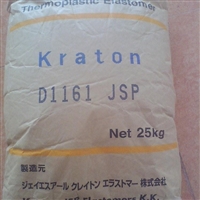 Thermoplastic Elastomer
Kraton
D1161 JSP
Net 25kg
製造元
ジェイエスアール クレイトン エラストマー 株式会社
Elastomers K.K.